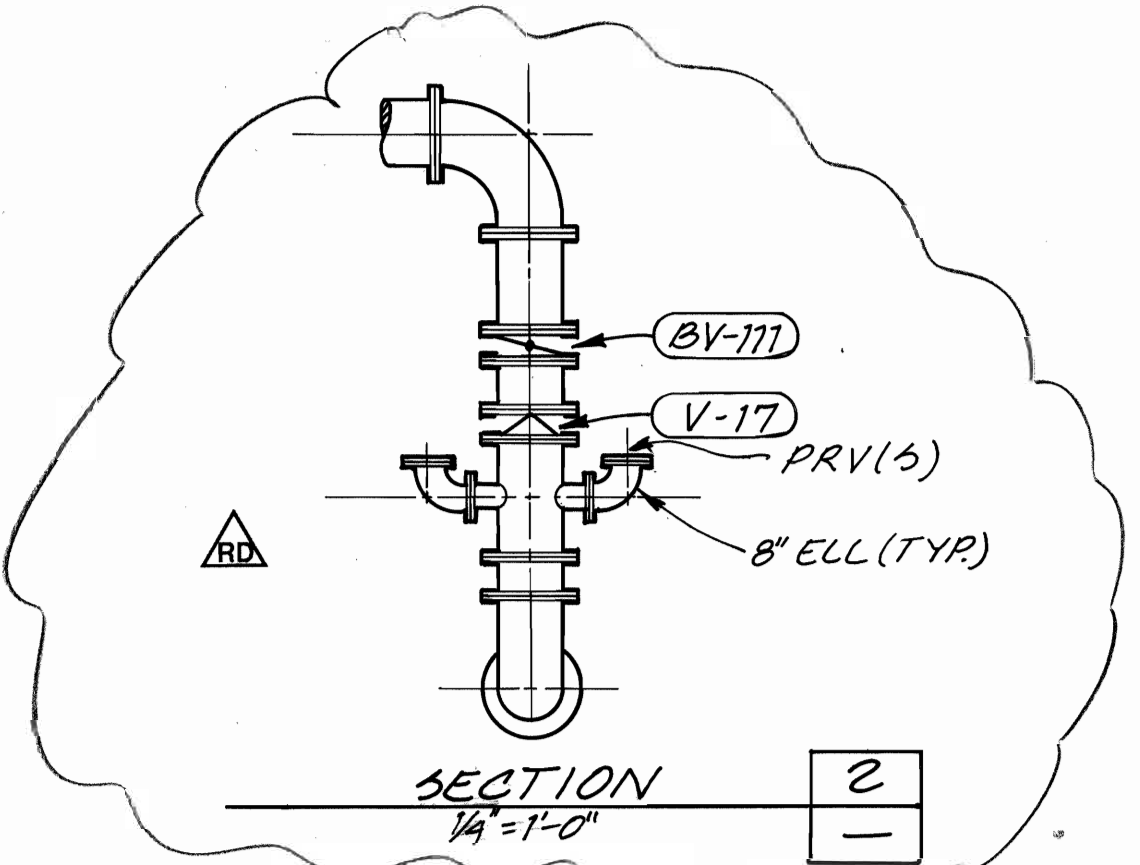 BV-111
V-17
PRV(S)
RD
8" ELL (TYP.)
SECTION
2
1/4"=1'-0"
—